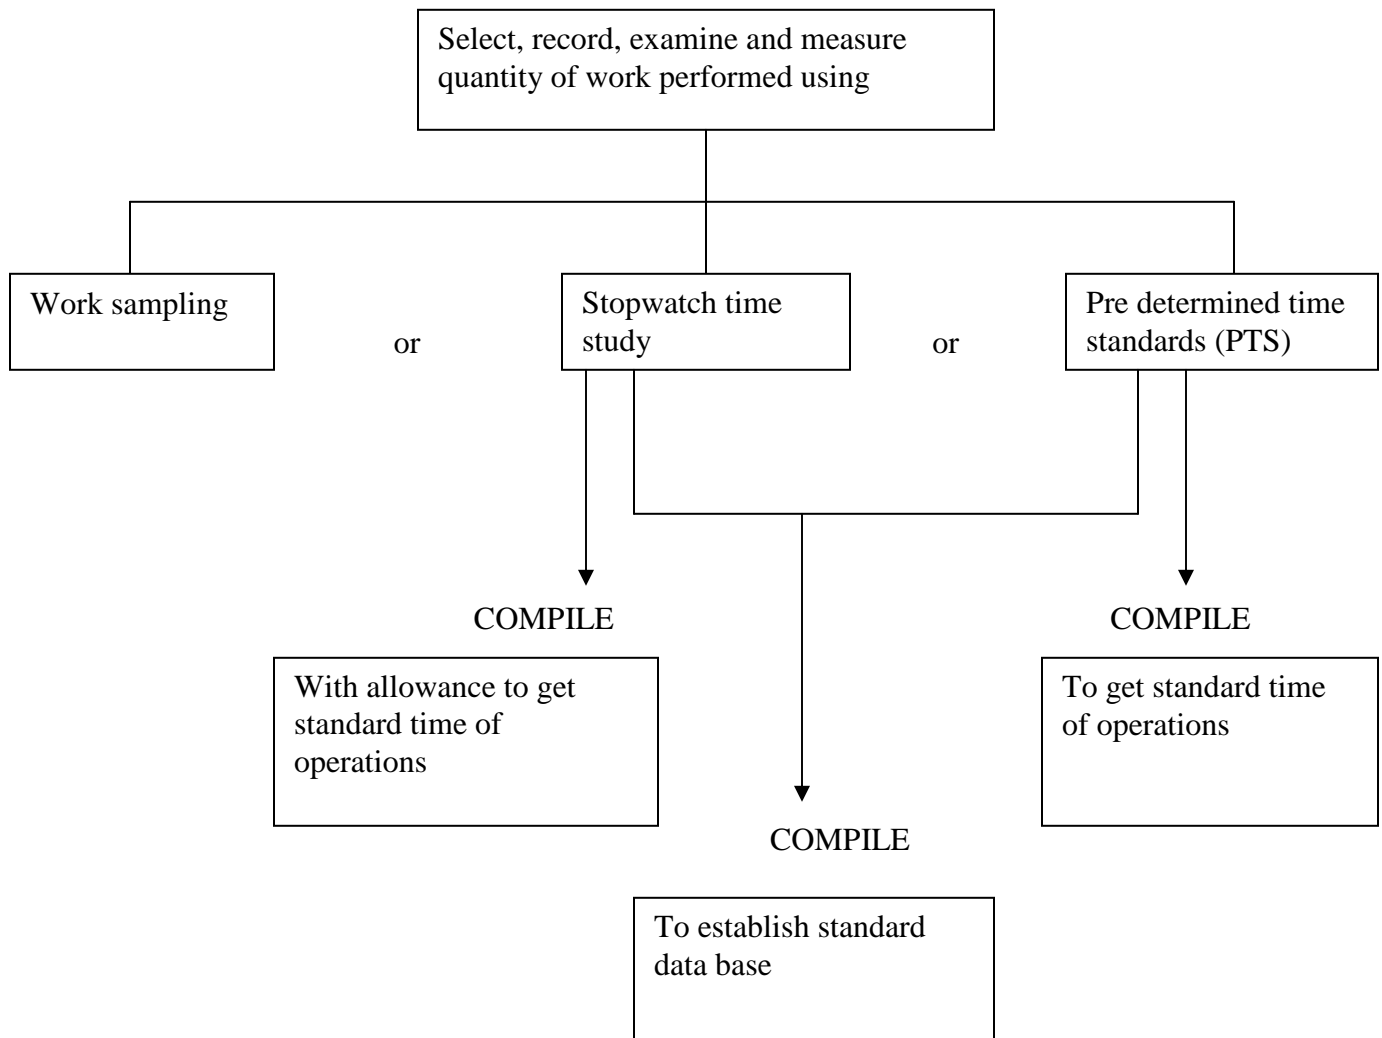 Select, record, examine and measure
quantity of work performed using
Work sampling
or
Stopwatch time
study
or
Pre determined time
standards (PTS)
COMPILE
COMPILE
With allowance to get
standard time of
operations
To get standard time
of operations
COMPILE
To establish standard
data base